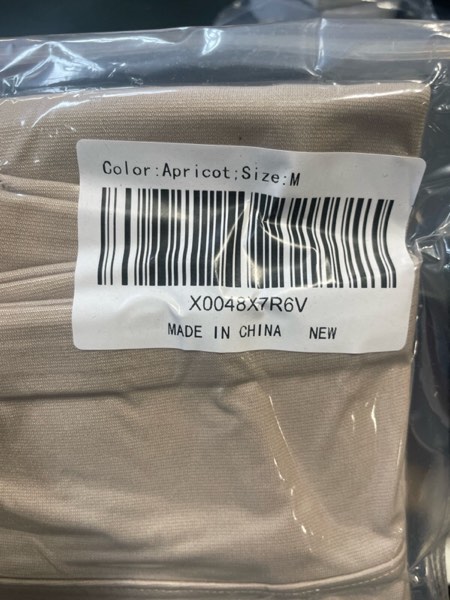 Color:Apricot;Size:M
X0048X7R6V
MADE IN CHINA NEW